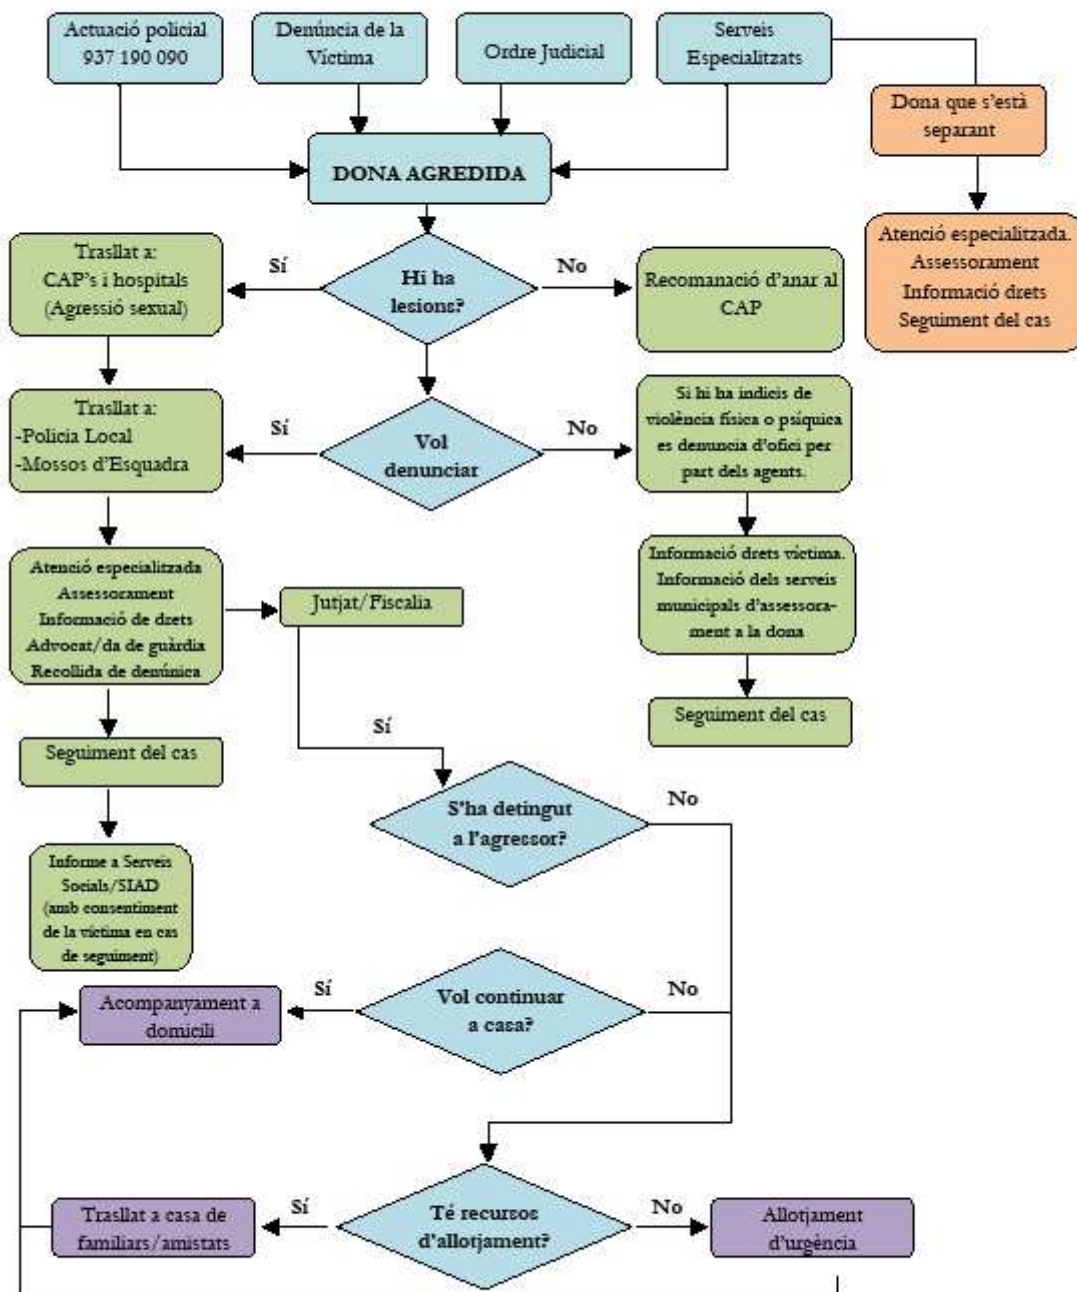 Actuació policial
937 190 090
Denúncia de la
Víctima
Ordre Judicial
Serveis
Especialitzats
Dona que s'està
separant
DONA AGREDIDA
Atenció especialitzada.
Assessorament
Informació drets
Seguiment del cas
Trasllat a:
CAP's i hospitals
(Agressió sexual)
Sí
Hi ha
lesions?
No
Recomanació d'anar al
CAP
Trasllat a:
-Policia Local
-Mossos d'Esquadra
Sí
Vol
denunciar
No
Si hi ha indicis de
violència física o psíquica
es denuncia d'ofici per
part dels agents.
Atenció especialitzada
Assessorament
Informació de drets
Advocat/da de guàrdia
Recollida de denúnica
Jutjat/Fiscalia
Informació drets víctima.
Informació dels serveis
municipals d'assessora-
ment a la dona
Seguiment del cas
Seguiment del cas
Sí
S'ha detingut
a l'agressor?
No
Informe a Serveis
Socials/SIAD
(amb consentiment
de la víctima en cas
de seguiment)
Acompanyament a
domicili
Sí
Vol continuar
a casa?
No
Trasllat a casa de
familiars/amistats
Sí
Té recursos
d'allotjament?
No
Allotjament
d'urgència